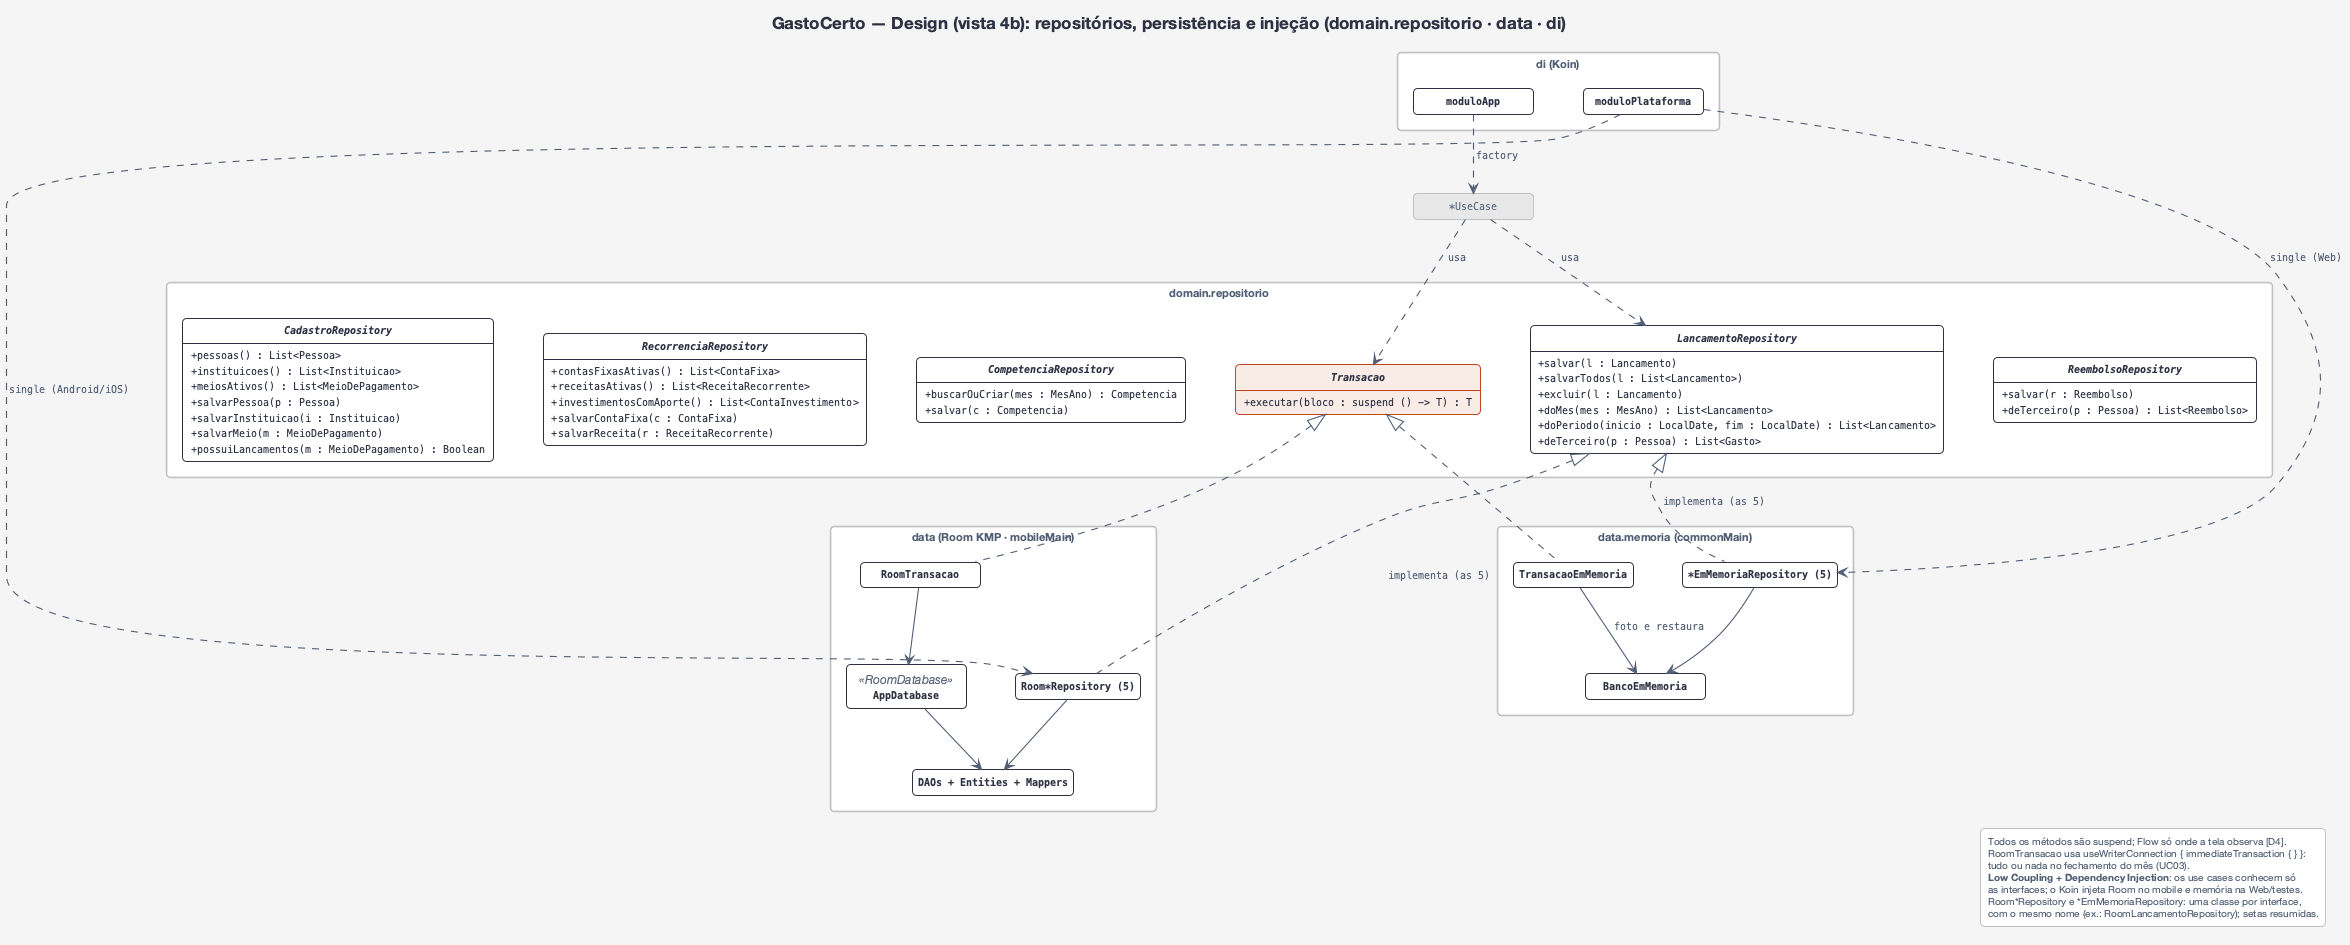 GastoCerto — Design (vista 4b): repositórios, persistência e injeção (domain.repositorio · data · di)
di (Koin)
moduloApp
moduloPlataforma
factory
*UseCase
usa
usa
single (Web)
single (Android/iOS)
domain.repositorio
CadastroRepository
+pessoas() : List<Pessoa>
+instituicoes() : List<Instituicao>
+meiosAtivos() : List<MeioDePagamento>
+salvarPessoa(p : Pessoa)
+salvarInstituicao(i : Instituicao)
+salvarMeio(m : MeioDePagamento)
+possuiLancamentos(m : MeioDePagamento) : Boolean
RecorrenciaRepository
+contasFixasAtivas() : List<ContaFixa>
+receitasAtivas() : List<ReceitaRecorrente>
+investimentosComAporte() : List<ContaInvestimento>
+salvarContaFixa(c : ContaFixa)
+salvarReceita(r : ReceitaRecorrente)
CompetenciaRepository
+buscarOuCriar(mes : MesAno) : Competencia
+salvar(c : Competencia)
Transacao
+executar(bloco : suspend () −> T) : T
LancamentoRepository
+salvar(l : Lancamento)
+salvarTodos(l : List<Lancamento>)
+excluir(l : Lancamento)
+doMes(mes : MesAno) : List<Lancamento>
+doPeriodo(inicio : LocalDate, fim : LocalDate) : List<Lancamento>
+deTerceiro(p : Pessoa) : List<Gasto>
ReembolsoRepository
+salvar(r : Reembolso)
+deTerceiro(p : Pessoa) : List<Reembolso>
implementa (as 5)
implementa (as 5)
data (Room KMP · mobileMain)
RoomTransacao
«RoomDatabase»
AppDatabase
Room*Repository (5)
DAOs + Entities + Mappers
data.memoria (commonMain)
TransacaoEmMemoria
*EmMemoriaRepository (5)
foto e restaura
BancoEmMemoria
Todos os métodos são suspend; Flow só onde a tela observa [D4].
RoomTransacao usa useWriterConnection { immediateTransaction { } }:
tudo ou nada no fechamento do mês (UC03).
Low Coupling + Dependency Injection: os use cases conhecem só
as interfaces; o Koin injeta Room no mobile e memória na Web/testes.
Room*Repository e *EmMemoriaRepository: uma classe por interface,
com o mesmo nome (ex.: RoomLancamentoRepository); setas resumidas.